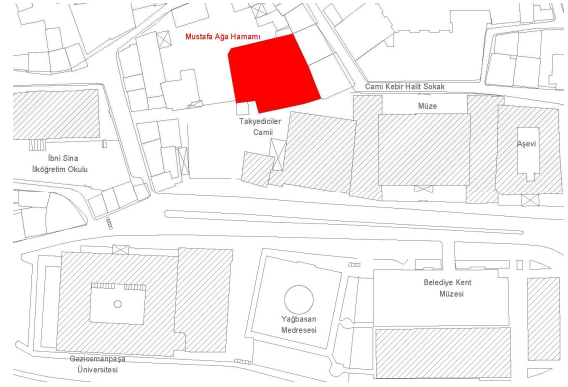 Mustafa Ağa Hamamı
Cami Kebir Halit Sokak
Müze
Takyediciler
Camii
Aşevi
İbni Sina
İlköğretim Okulu
Belediye Kent
Müzesi
Yağbasan
Medresesi
Gaziosmanpaşa
Üniversitesi